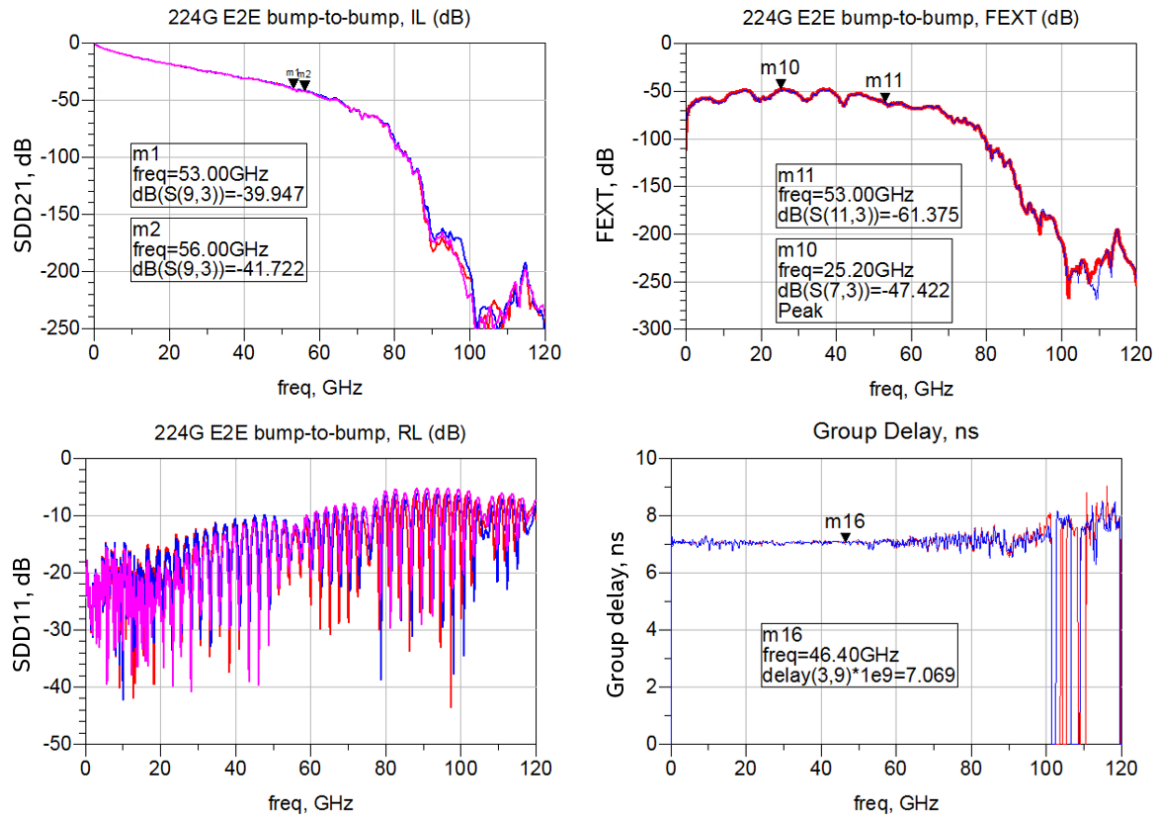 224G E2E bump-to-bump, IL (dB)
0
-50
-100
-150
-200
-250
SDD21, dB
m1
m2
m1
freq=53.00GHz
dB(S(9,3))=-39.947
m2
freq=56.00GHz
dB(S(9,3))=-41.722
0 20 40 60 80 100 120
freq, GHz
224G E2E bump-to-bump, FEXT (dB)
0
-50
-100
-150
-200
-250
-300
FEXT, dB
m10
m11
m11
freq=53.00GHz
dB(S(11,3))=-61.375
m10
freq=25.20GHz
dB(S(7,3))=-47.422
Peak
0 20 40 60 80 100 120
freq, GHz
224G E2E bump-to-bump, RL (dB)
0
-10
-20
-30
-40
-50
SDD11, dB
0 20 40 60 80 100 120
freq, GHz
Group Delay, ns
10
8
6
4
2
0
Group delay, ns
m16
m16
freq=46.40GHz
delay(3,9)*1e9=7.069
0 20 40 60 80 100 120
freq, GHz